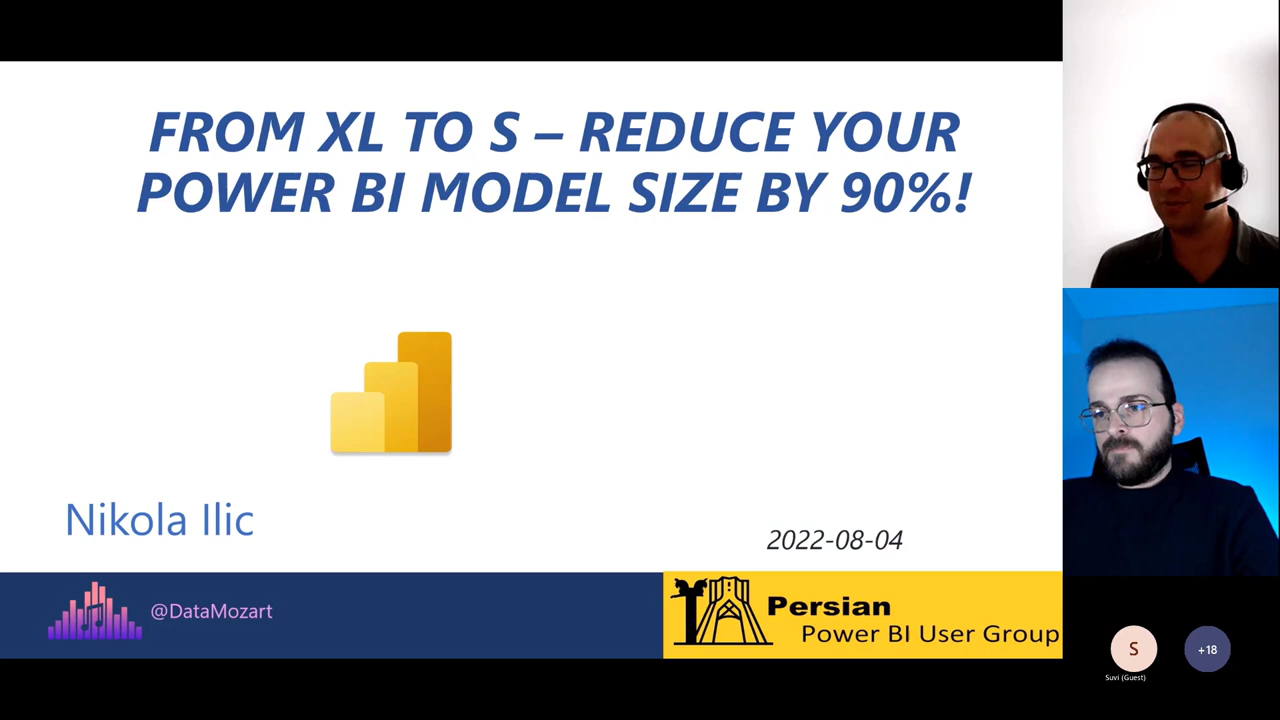 FROM XL TO S – REDUCE YOUR
POWER BI MODEL SIZE BY 90%!
Nikola Ilic
2022-08-04
@DataMozart
Persian
Power BI User Group
S
+18
Suvi (Guest)